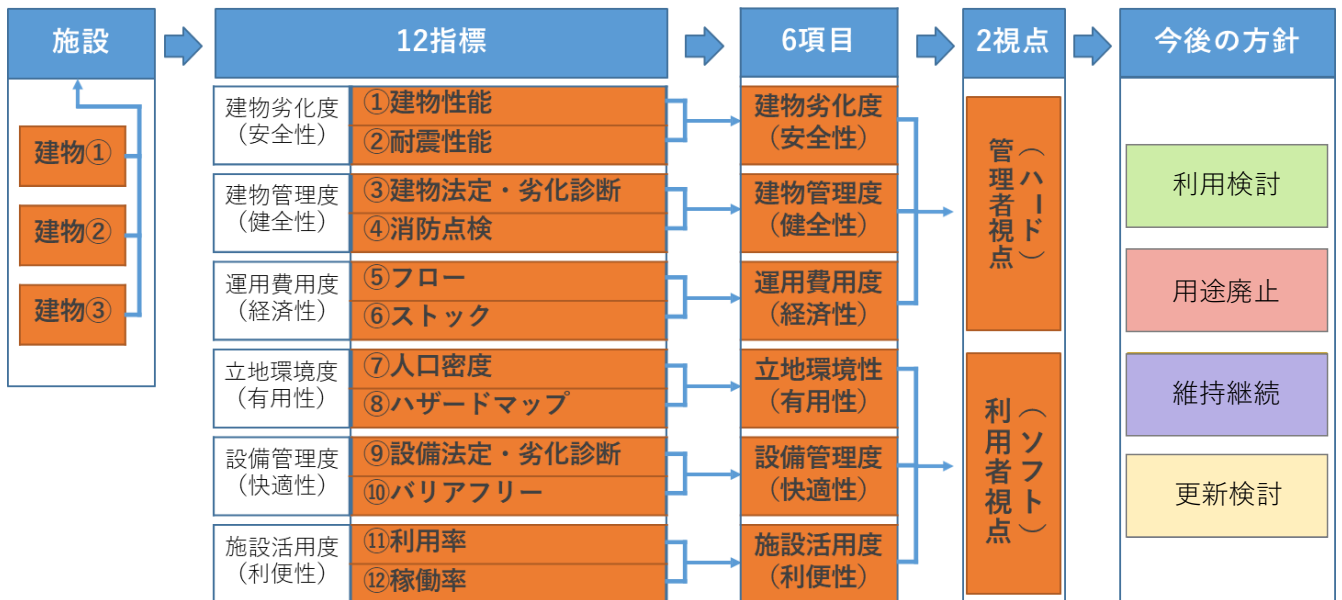 施設
12指標
6項目
2視点
今後の方針
建物①
建物②
建物③
建物劣化度
（安全性）
①建物性能
②耐震性能
建物管理度
（健全性）
③建物法定・劣化診断
④消防点検
運用費用度
（経済性）
⑤フロー
⑥ストック
立地環境度
（有用性）
⑦人口密度
⑧ハザードマップ
設備管理度
（快適性）
⑨設備法定・劣化診断
⑩バリアフリー
施設活用度
（利便性）
⑪利用率
⑫稼働率
建物劣化度
（安全性）
建物管理度
（健全性）
運用費用度
（経済性）
立地環境性
（有用性）
設備管理度
（快適性）
施設活用度
（利便性）
（ハード）
管理者視点
（ソフト）
利用者視点
利用検討
用途廃止
維持継続
更新検討